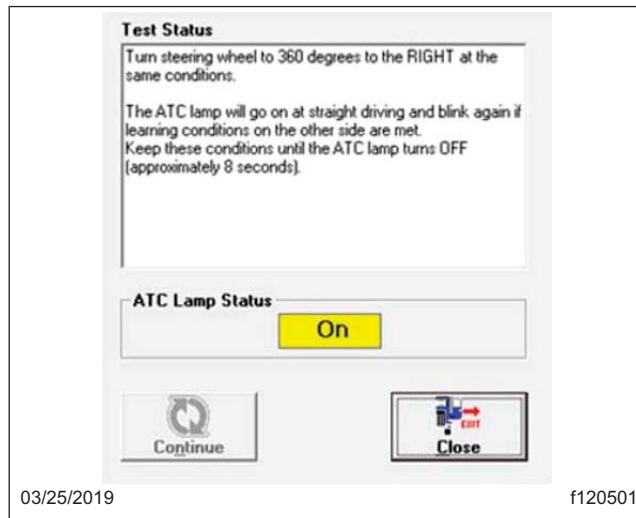 Test Status
Turn steering wheel to 360 degrees to the RIGHT at the
same conditions.
The ATC lamp will go on at straight driving and blink again if
learning conditions on the other side are met.
Keep these conditions until the ATC lamp turns OFF
(approximately 8 seconds).
ATC Lamp Status
On
EXIT
Continue
Close
03/25/2019
f120501